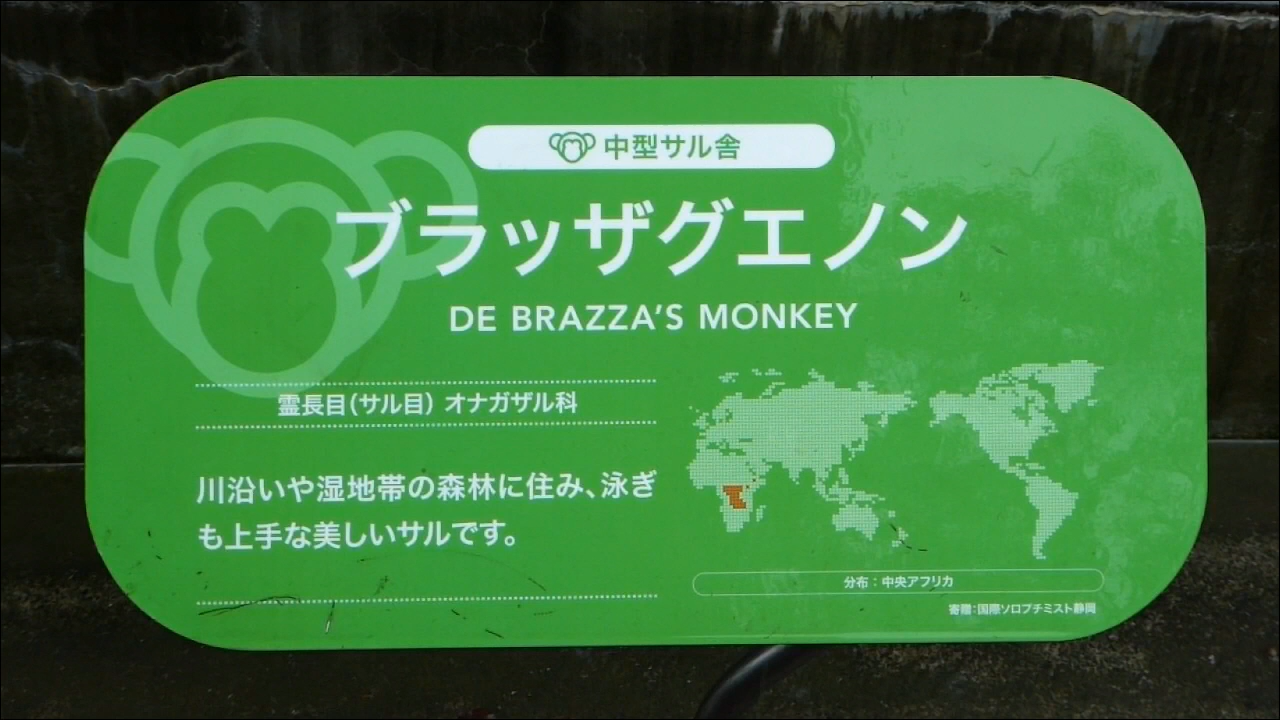 中型サル舎
ブラッザグエノン
DE BRAZZA'S MONKEY
霊長目(サル目) オナガザル科
川沿いや湿地帯の森林に住み、泳ぎ
も上手な美しいサルです。
分布：中央アフリカ
寄贈:国際ソロプチミスト静岡